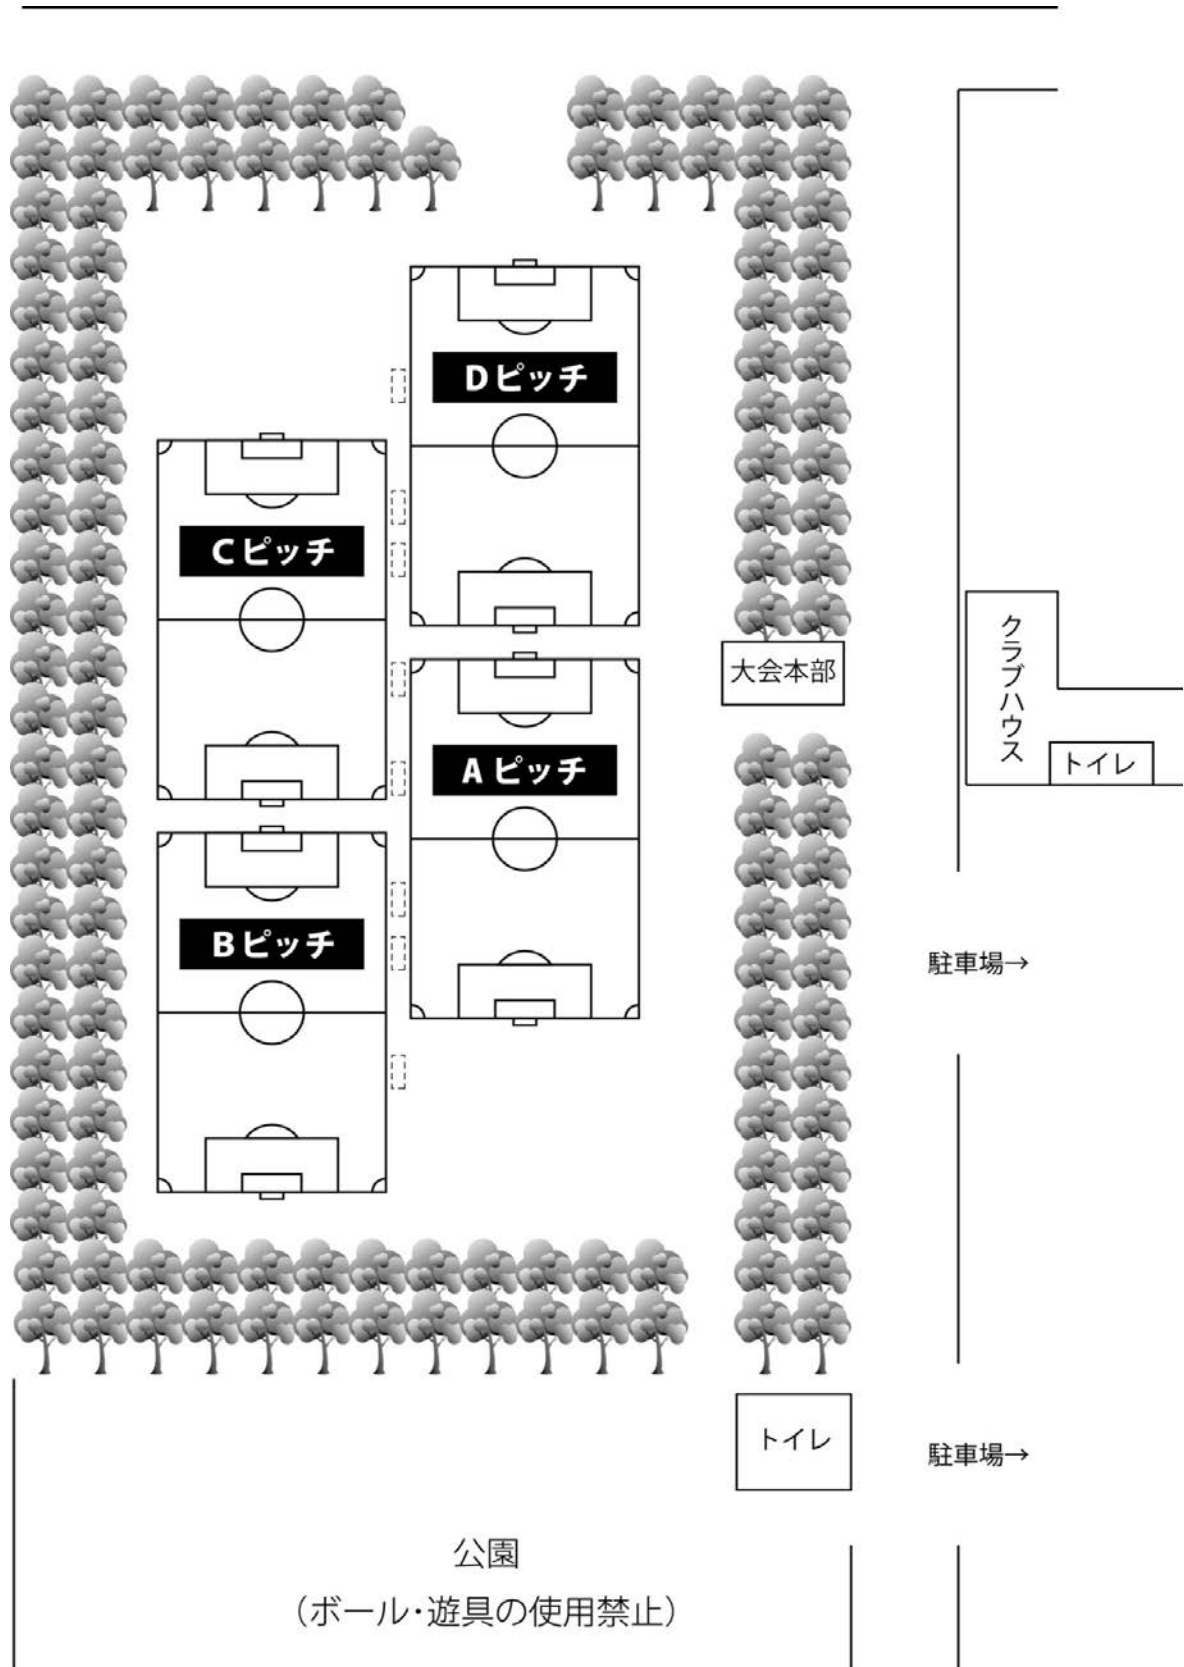 Dピッチ
Cピッチ
大会本部
クラブハウス
Aピッチ
トイレ
Bピッチ
駐車場→
トイレ
駐車場→
公園
（ボール・遊具の使用禁止）